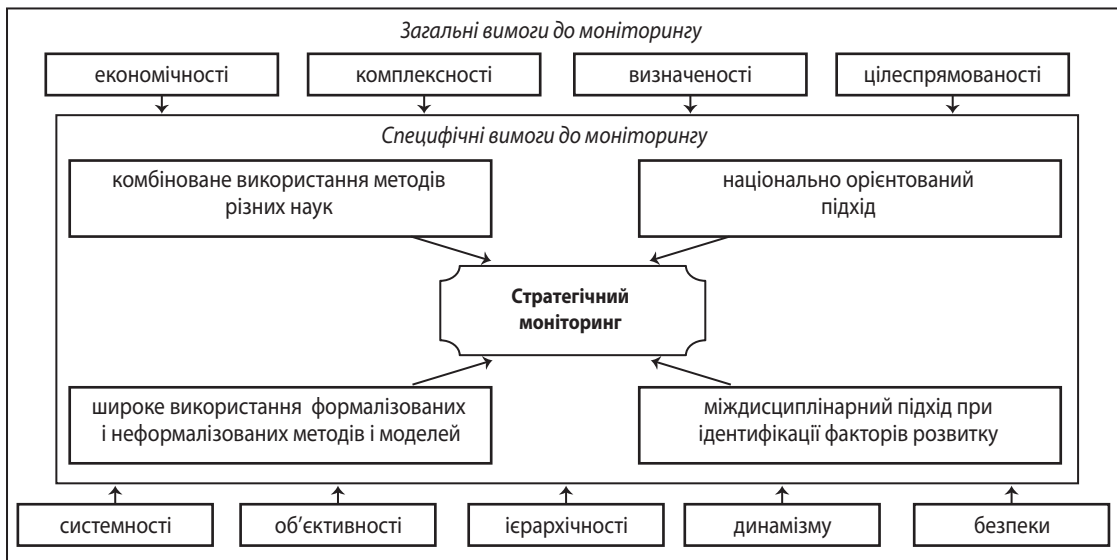 Загальні вимоги до моніторингу
економічності
комплексності
визначеності
цілеспрямованості
Специфічні вимоги до моніторингу
комбіноване використання методів
різних наук
національно орієнтований
підхід
Стратегічний
моніторинг
широке використання формалізованих
і неформалізованих методів і моделей
міждисциплінарний підхід при
ідентифікації факторів розвитку
системності
об’єктивності
ієрархічності
динамізму
безпеки